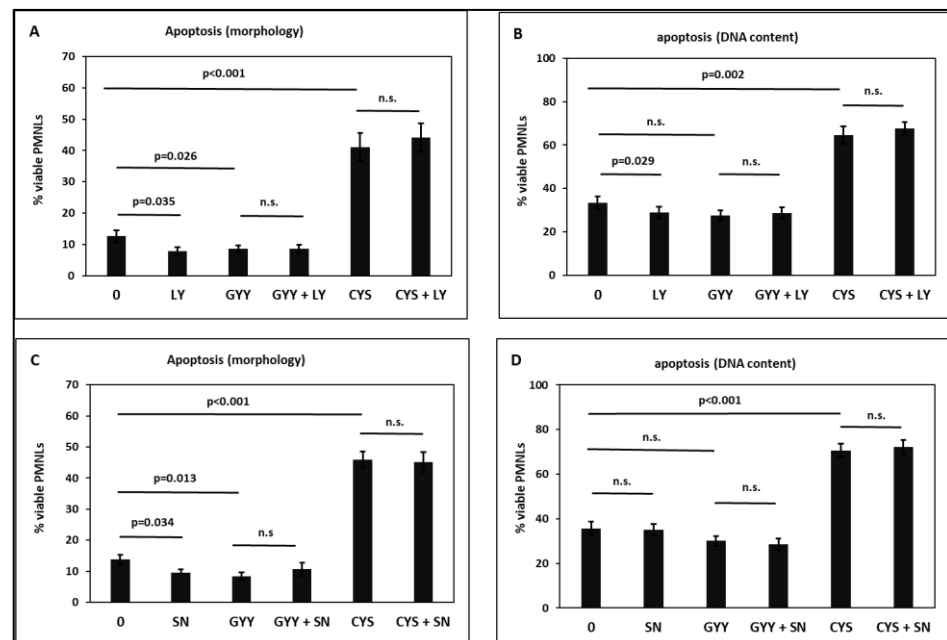 A
Apoptosis (morphology)
% viable PMNLs
70
60
50
40
30
20
10
0
p<0.001
n.s.
p=0.026
p=0.035
n.s.
0 LY GYY GYY + LY CYS CYS + LY
B
apoptosis (DNA content)
% viable PMNLs
100
80
60
40
20
0
p=0.002
n.s.
n.s.
p=0.029
n.s.
0 LY GYY GYY + LY CYS CYS + LY
C
Apoptosis (morphology)
% viable PMNLs
70
60
50
40
30
20
10
0
p<0.001
n.s.
p=0.013
p=0.034
n.s
0 SN GYY GYY + SN CYS CYS + SN
D
apoptosis (DNA content)
% viable PMNLs
100
80
60
40
20
0
p<0.001
n.s.
n.s.
n.s.
n.s.
0 SN GYY GYY + SN CYS CYS + SN